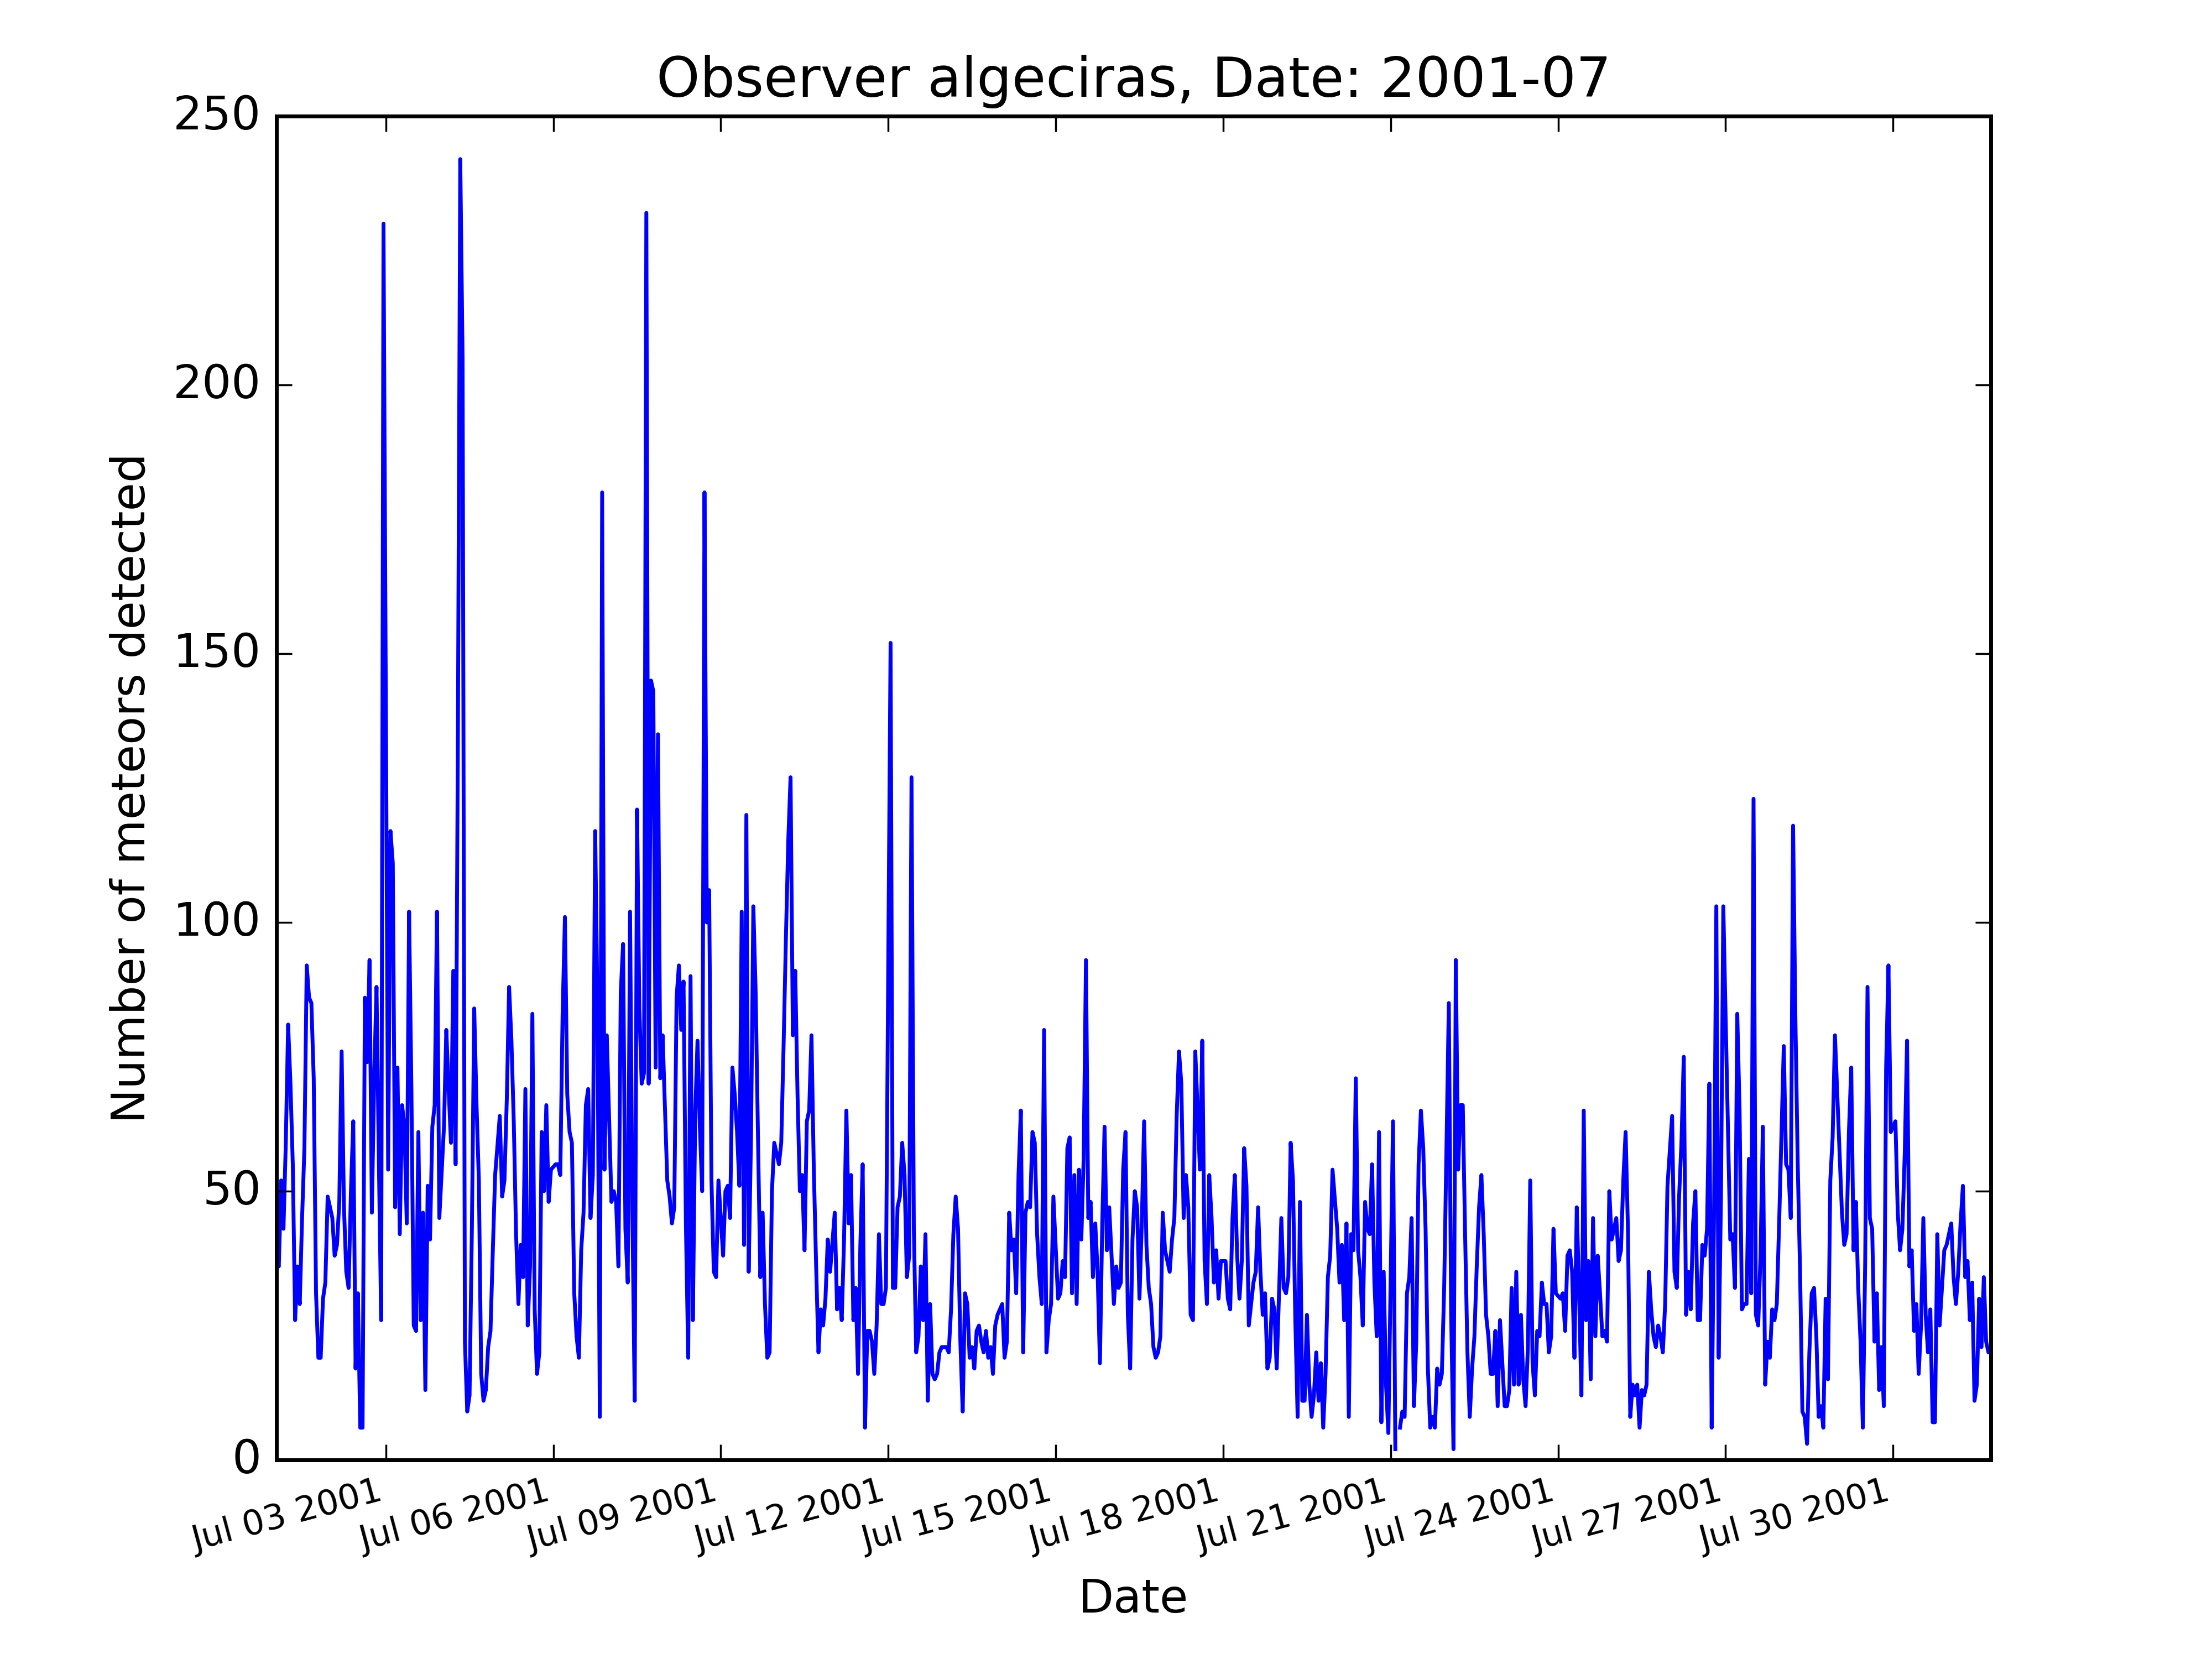 Observer algeciras, Date: 2001-07
250
200
150
100
50
0
Number of meteors detected
Jul 03 2001
Jul 06 2001
Jul 09 2001
Jul 12 2001
Jul 15 2001
Jul 18 2001
Jul 21 2001
Jul 24 2001
Jul 27 2001
Jul 30 2001
Date